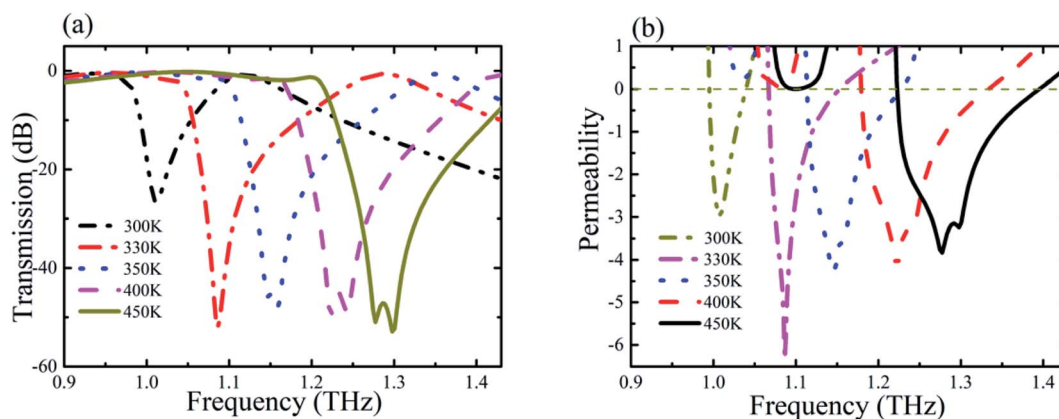 (a)
Transmission (dB)
0
-20
-40
-60
300K
330K
350K
400K
450K
0.9 1.0 1.1 1.2 1.3 1.4
Frequency (THz)
(b)
Permeability
1
0
-1
-2
-3
-4
-5
-6
300K
330K
350K
400K
450K
0.9 1.0 1.1 1.2 1.3 1.4
Frequency (THz)